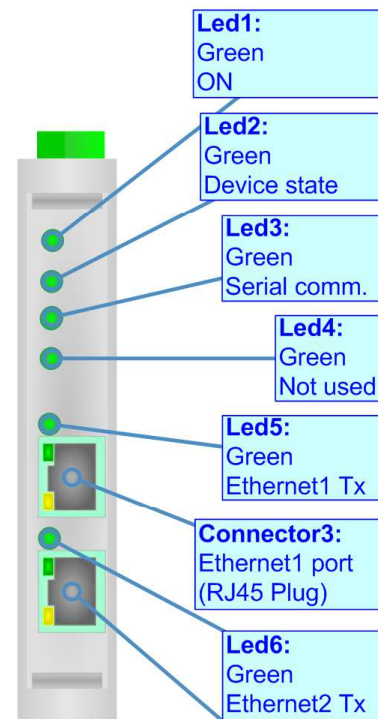 Led1:
Green
ON
Led2:
Green
Device state
Led3:
Green
Serial comm.
Led4:
Green
Not used
Led5:
Green
Ethernet1 Tx
Connector3:
Ethernet1 port
(RJ45 Plug)
Led6:
Green
Ethernet2 Tx